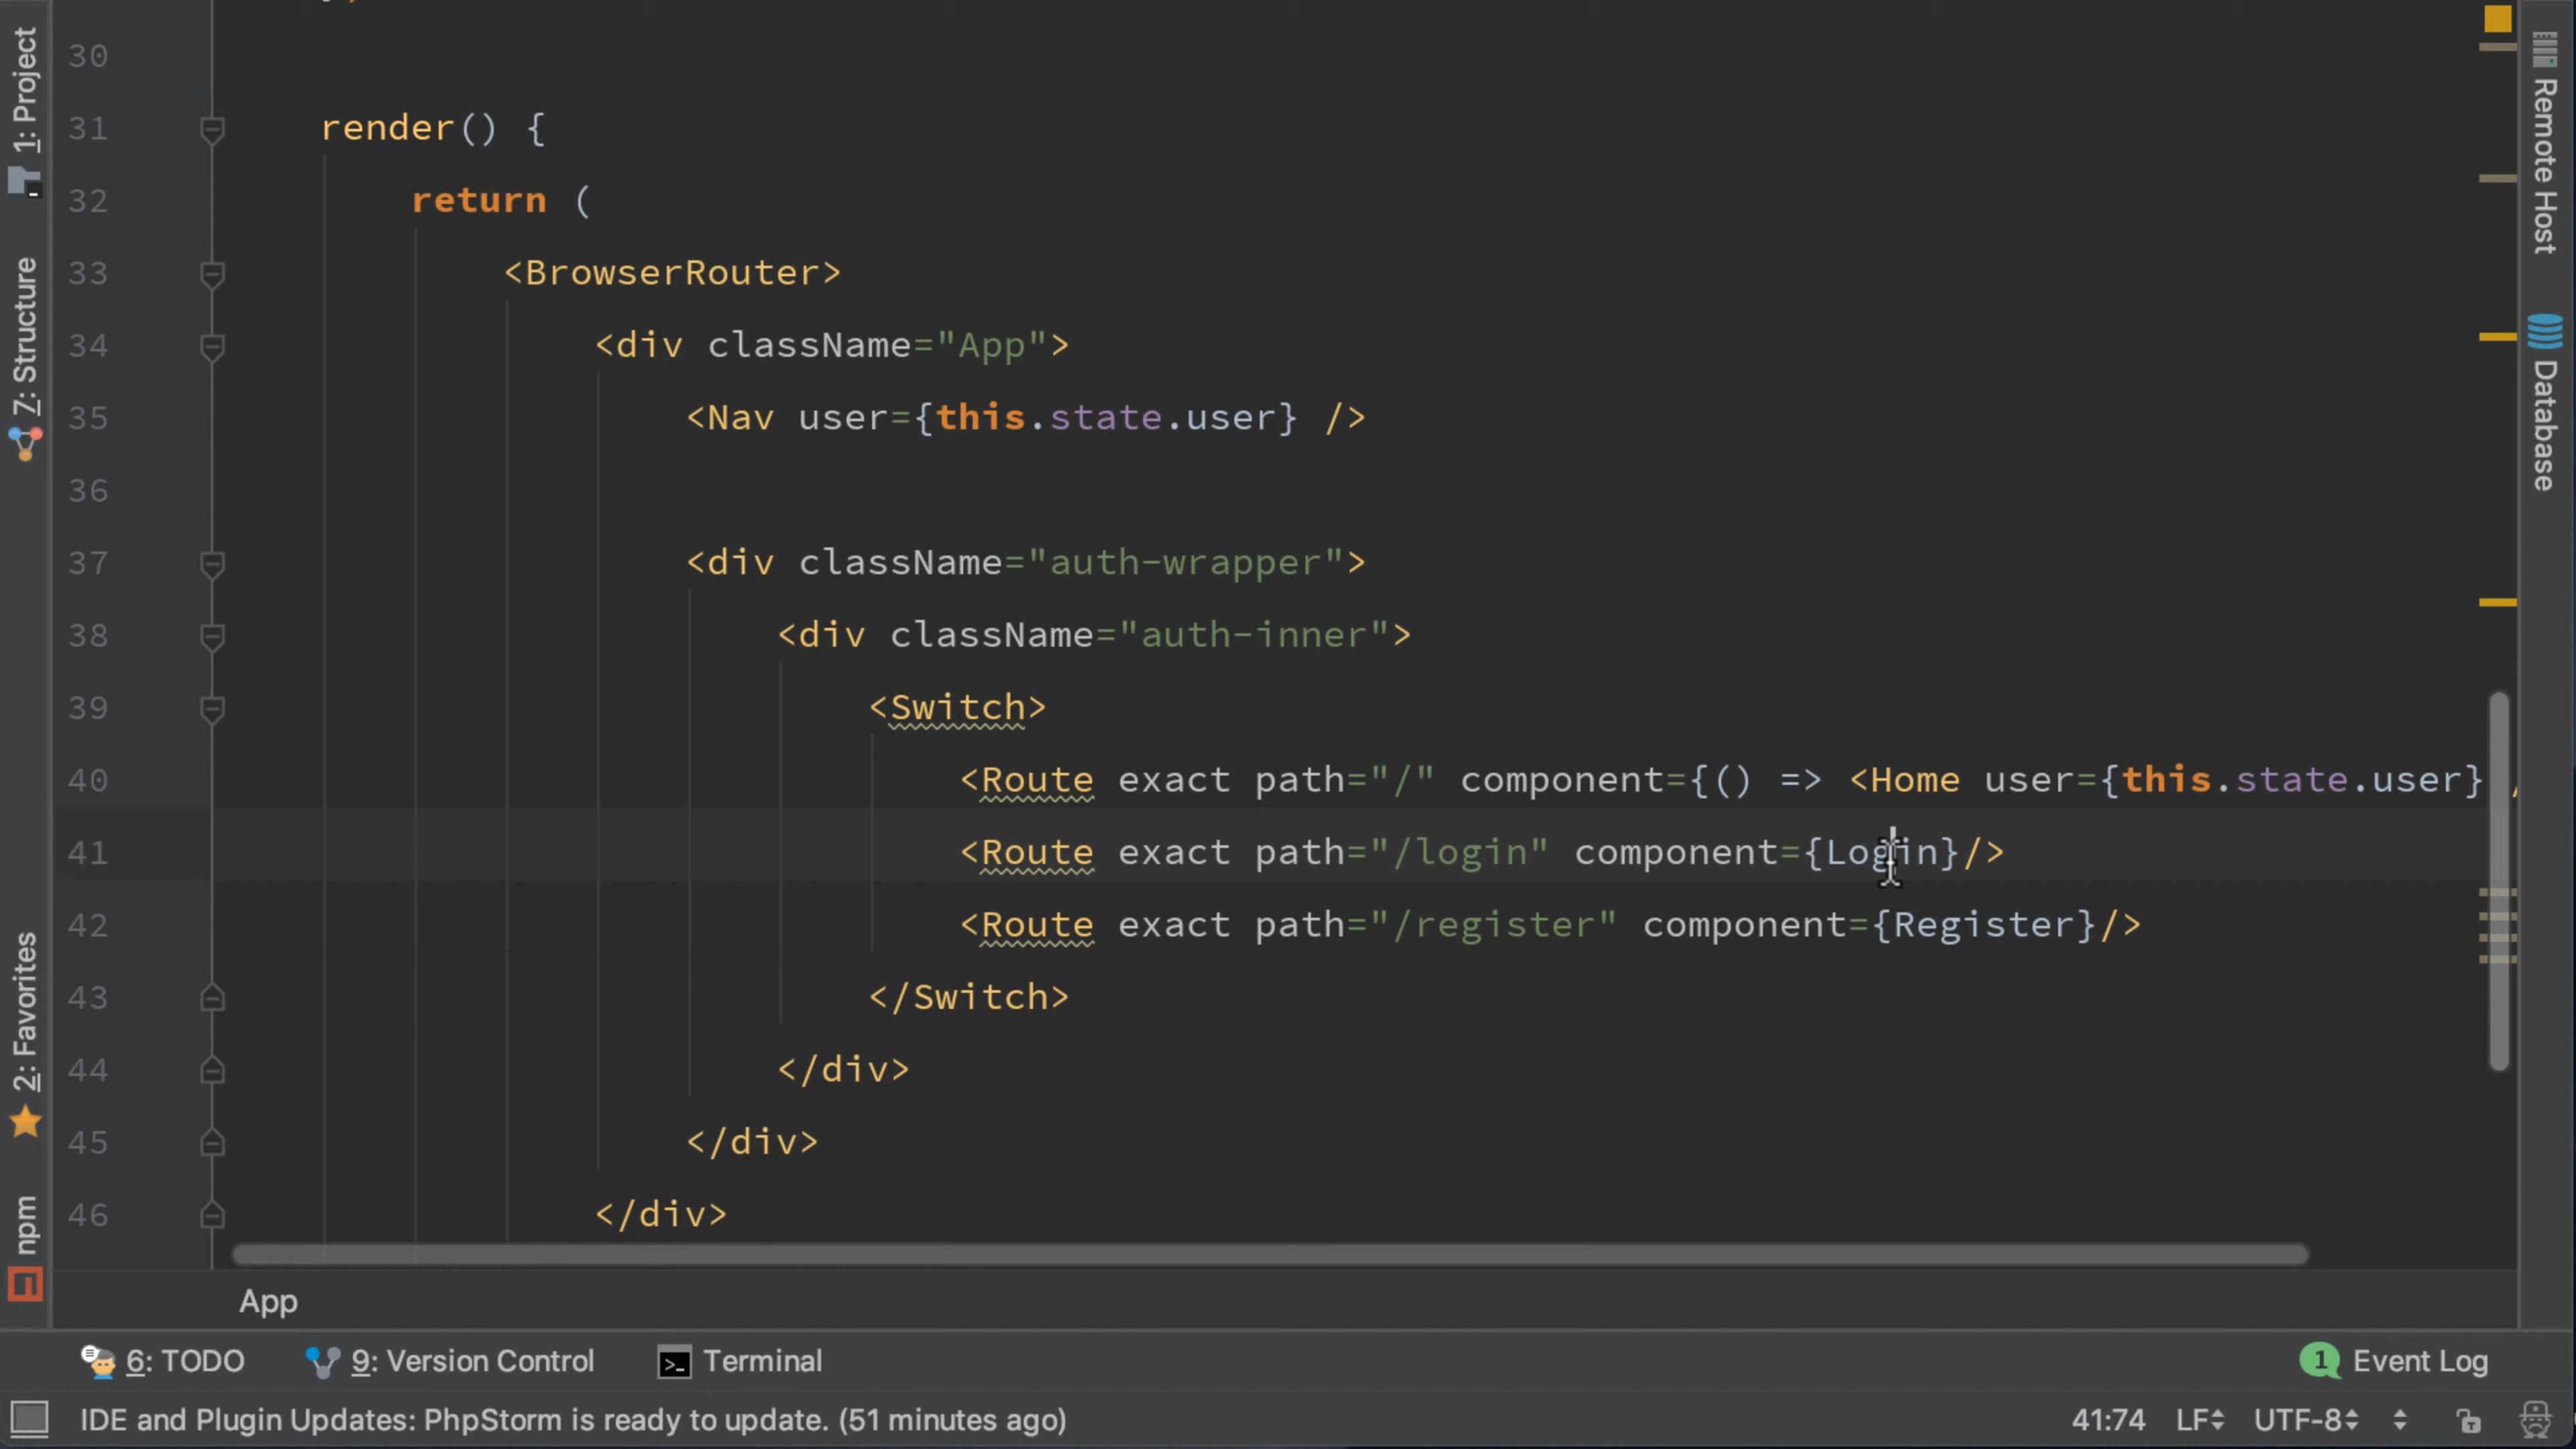 1: Project
7: Structure
2: Favorites
npm
30
31 render() {
32 return (
33 <BrowserRouter>
34 <div className="App">
35 <Nav user={this.state.user} />
36
37 <div className="auth-wrapper">
38 <div className="auth-inner">
39 <Switch>
40 <Route exact path="/" component={() => <Home user={this.state.user}
41 <Route exact path="/login" component={Login}/>
42 <Route exact path="/register" component={Register}/>
43 </Switch>
44 </div>
45 </div>
46 </div>
Remote Host
Database
App
6: TODO
9: Version Control
Terminal
1 Event Log
IDE and Plugin Updates: PhpStorm is ready to update. (51 minutes ago)
41:74 LF UTF-8